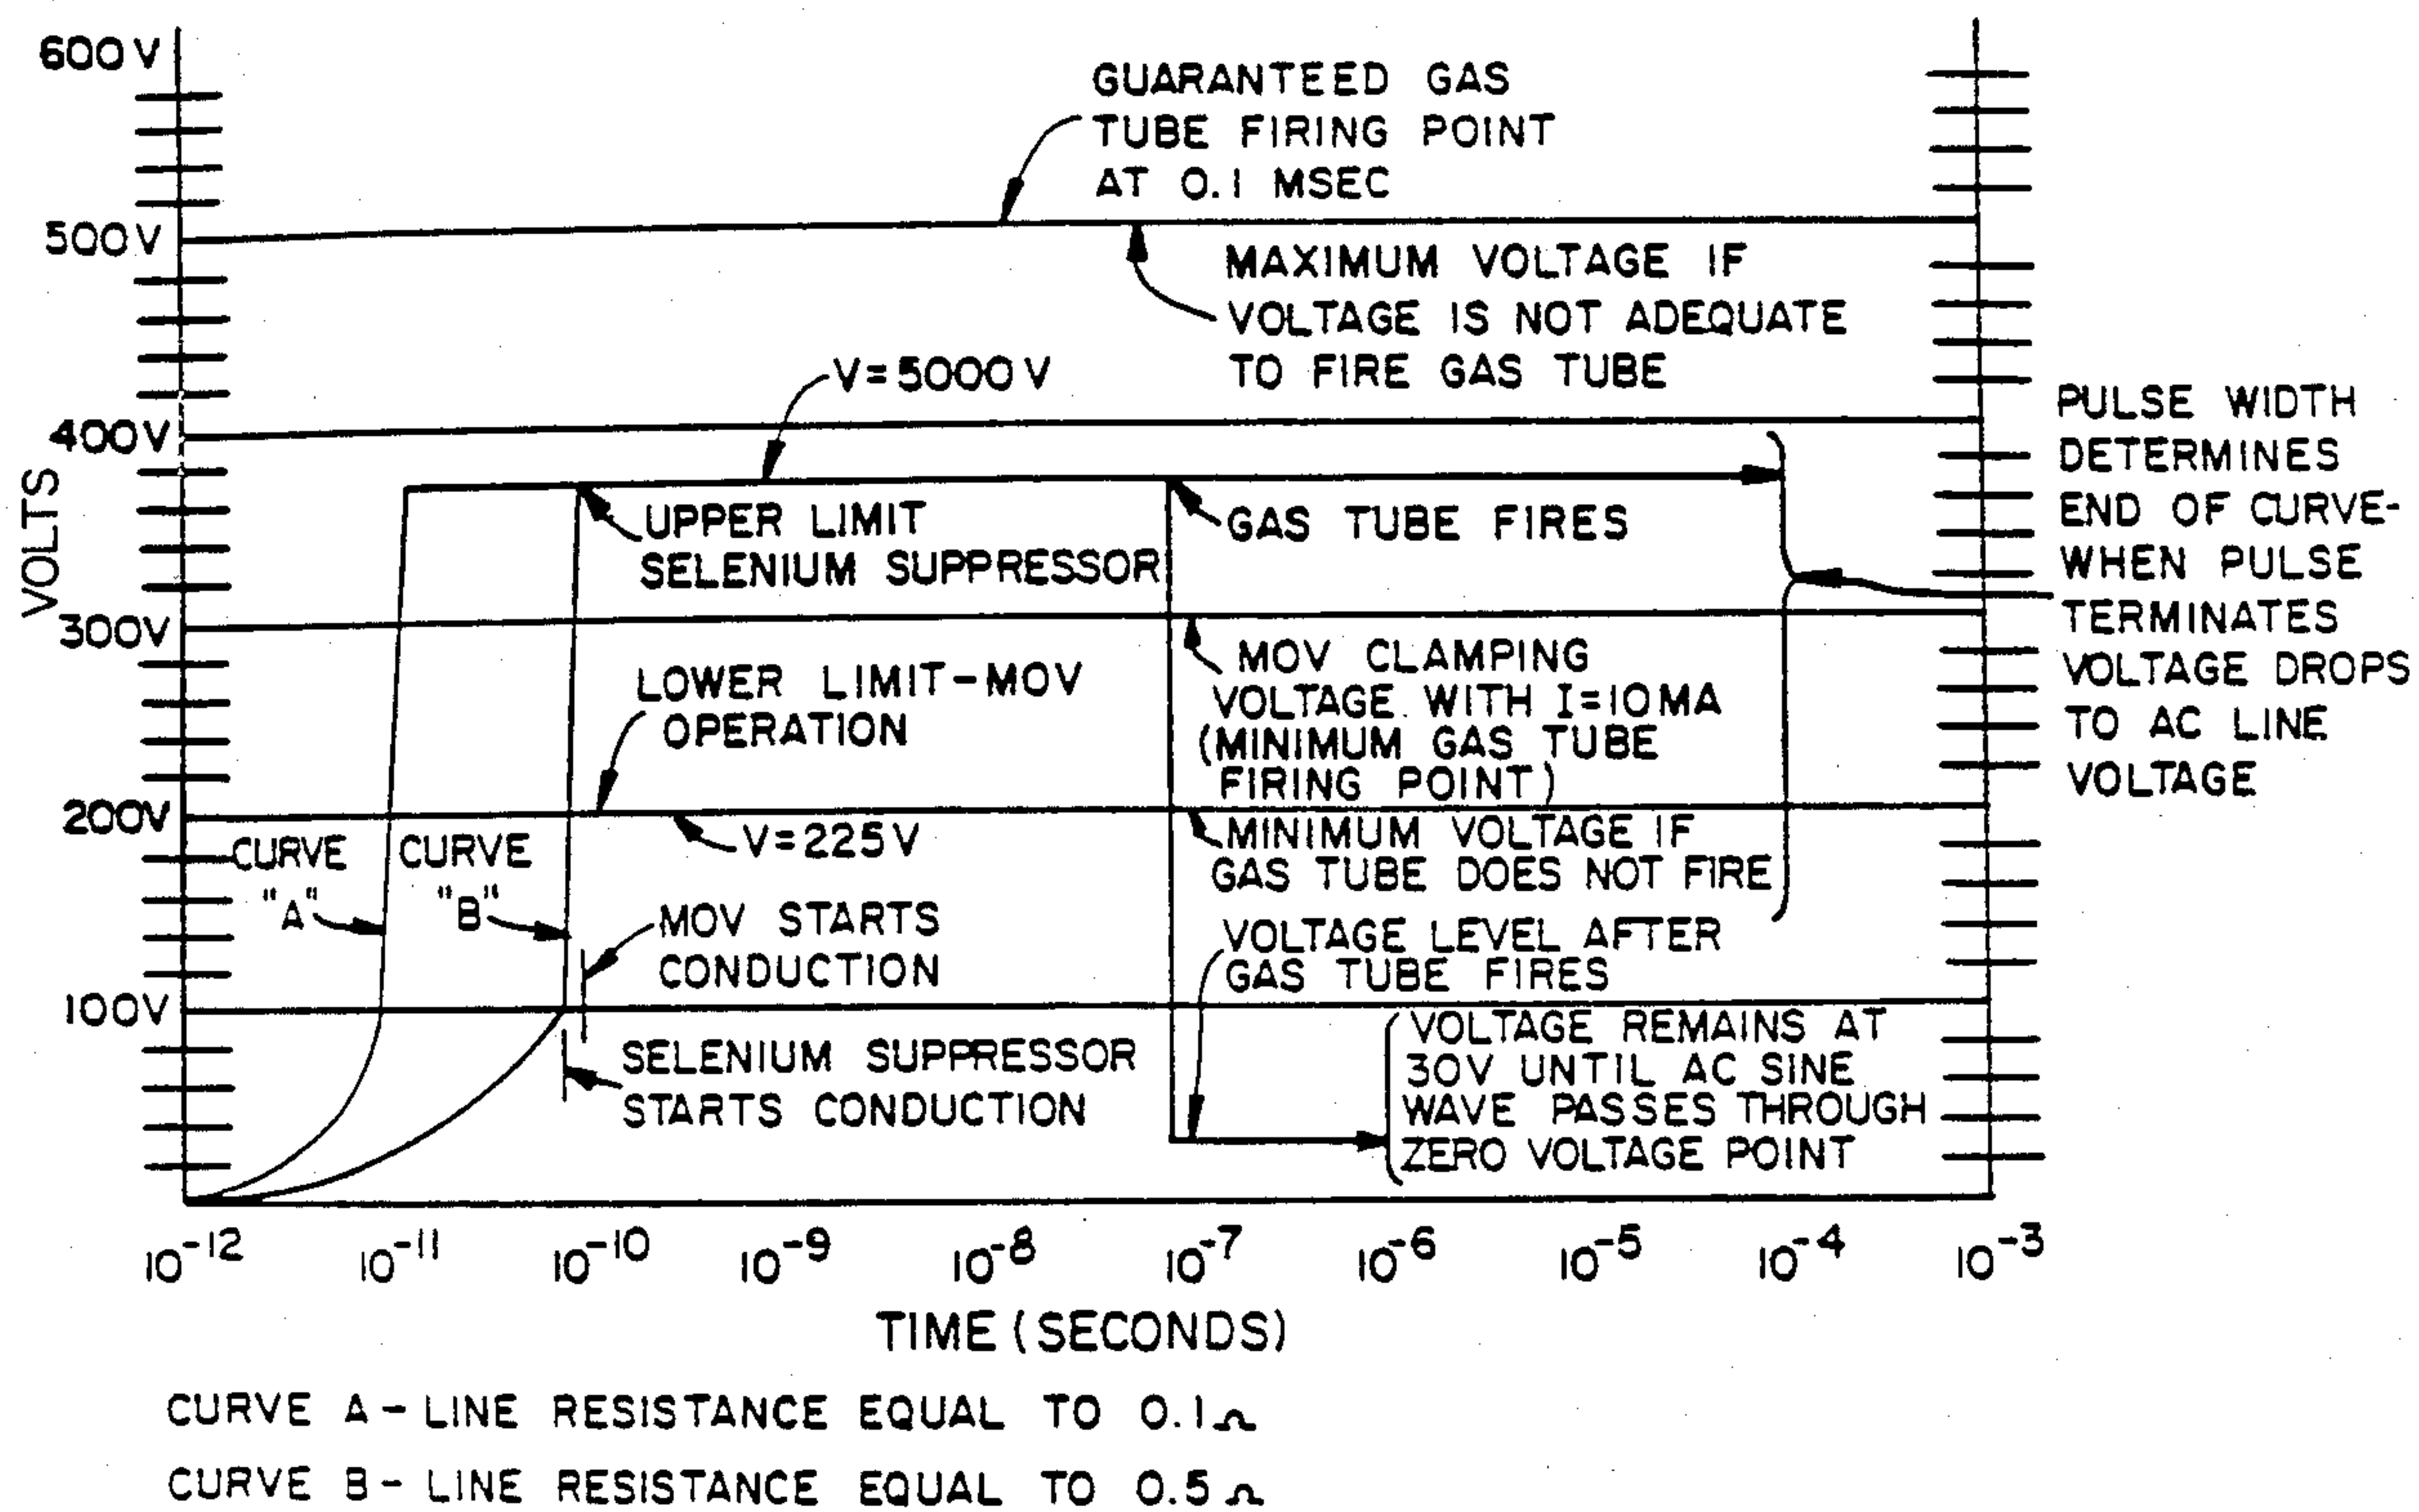 600V
500V
400V
300V
200V
100V
VOLTS
GUARANTEED GAS
TUBE FIRING POINT
AT 0.1 MSEC
MAXIMUM VOLTAGE IF
VOLTAGE IS NOT ADEQUATE
TO FIRE GAS TUBE
V=5000V
PULSE WIDTH
DETERMINES
END OF CURVE-
WHEN PULSE
TERMINATES
VOLTAGE DROPS
TO AC LINE
VOLTAGE
UPPER LIMIT
SELENIUM SUPPRESSOR
GAS TUBE FIRES
LOWER LIMIT-MOV
OPERATION
MOV CLAMPING
VOLTAGE WITH I=10MA
(MINIMUM GAS TUBE
FIRING POINT)
V=225V
MINIMUM VOLTAGE IF
GAS TUBE DOES NOT FIRE
CURVE
"A"
CURVE
"B"
MOV STARTS
CONDUCTION
VOLTAGE LEVEL AFTER
GAS TUBE FIRES
SELENIUM SUPPRESSOR
STARTS CONDUCTION
VOLTAGE REMAINS AT
30V UNTIL AC SINE
WAVE PASSES THROUGH
ZERO VOLTAGE POINT
10⁻¹² 10⁻¹¹ 10⁻¹⁰ 10⁻⁹ 10⁻⁸ 10⁻⁷ 10⁻⁶ 10⁻⁵ 10⁻⁴ 10⁻³
TIME (SECONDS)
CURVE A - LINE RESISTANCE EQUAL TO 0.1Ω
CURVE B - LINE RESISTANCE EQUAL TO 0.5Ω